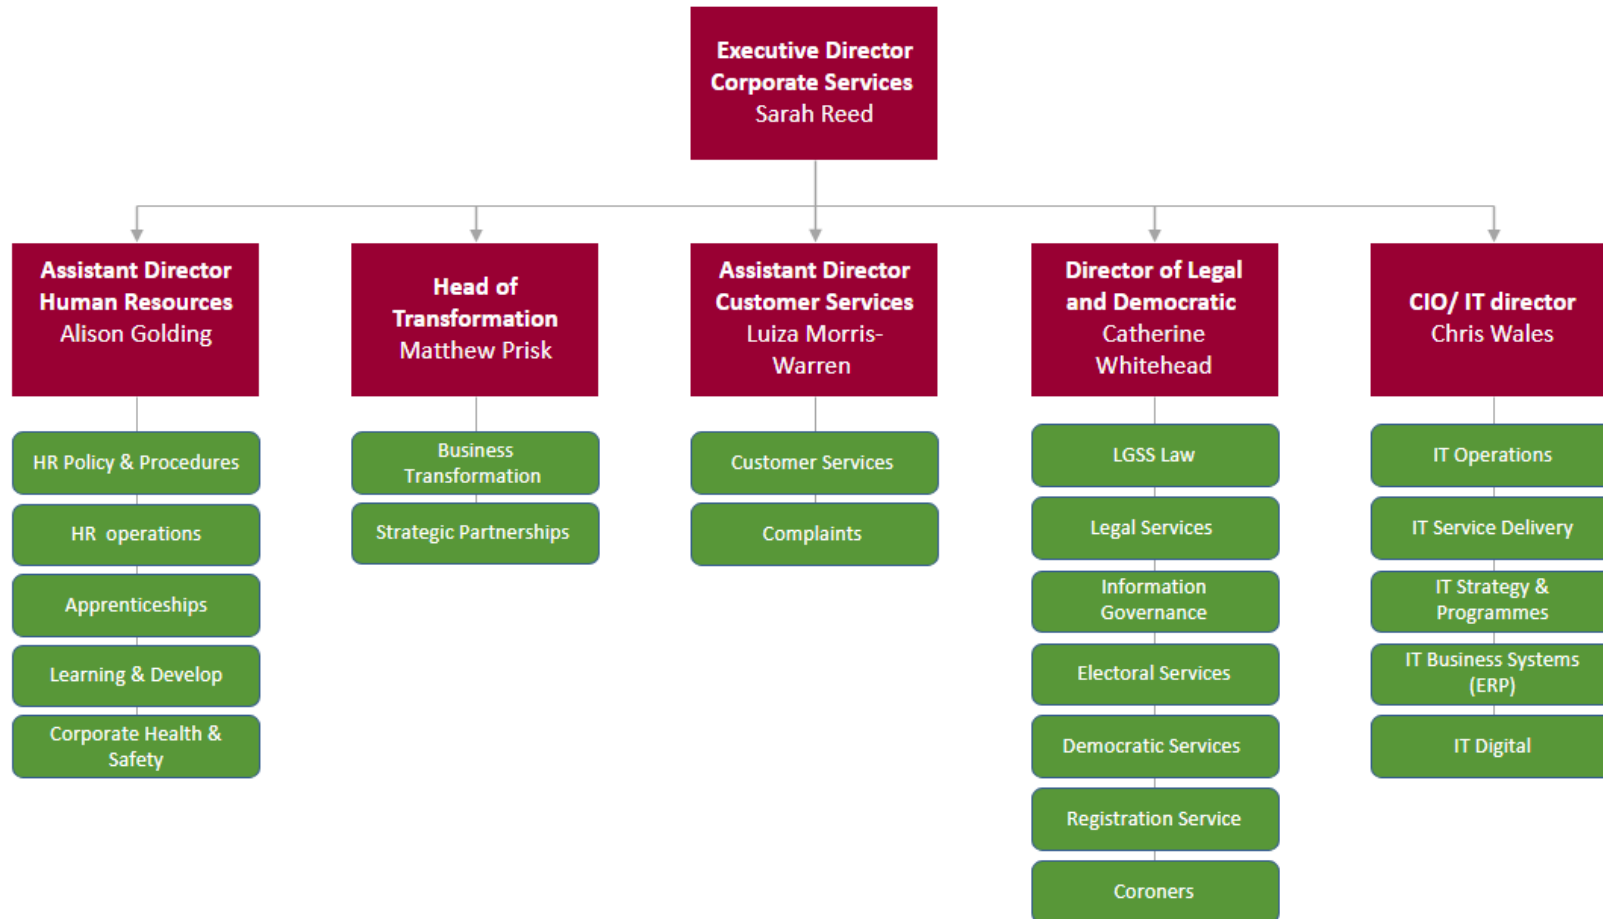 Executive Director
Corporate Services
Sarah Reed
Assistant Director
Human Resources
Alison Golding
Head of
Transformation
Matthew Prisk
Assistant Director
Customer Services
Luiza Morris-
Warren
Director of Legal
and Democratic
Catherine
Whitehead
CIO/ IT director
Chris Wales
HR Policy & Procedures
HR operations
Apprenticeships
Learning & Develop
Corporate Health &
Safety
Business
Transformation
Strategic Partnerships
Customer Services
Complaints
LGSS Law
Legal Services
Information
Governance
Electoral Services
Democratic Services
Registration Service
Coroners
IT Operations
IT Service Delivery
IT Strategy &
Programmes
IT Business Systems
(ERP)
IT Digital